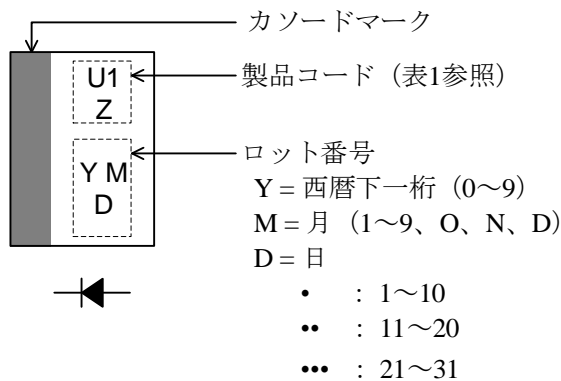 カソードマーク
U1
Z
製品コード（表1参照）
Y M
D
ロット番号
Y = 西暦下一桁（0～9）
M = 月（1～9、O、N、D）
D = 日
• : 1～10
•• : 11～20
••• : 21～31